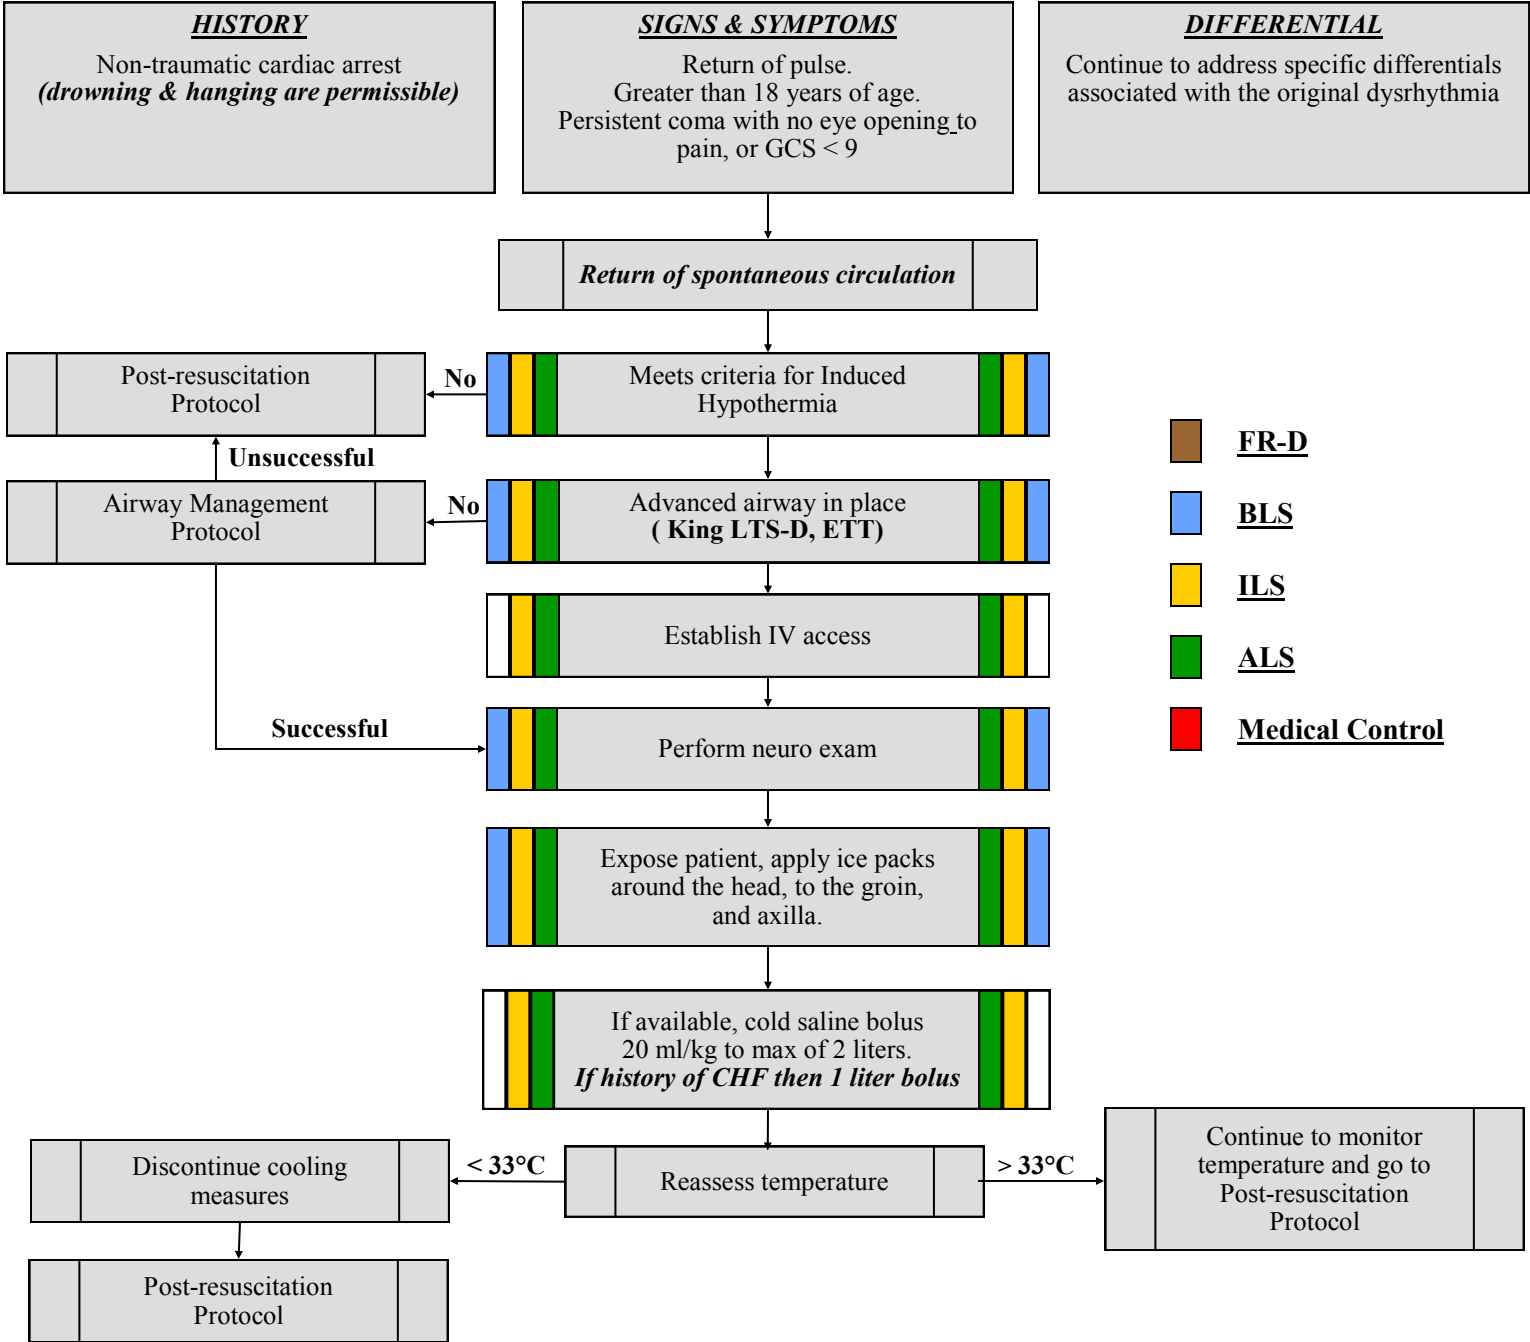 HISTORY
Non-traumatic cardiac arrest
(drowning & hanging are permissible)
SIGNS & SYMPTOMS
Return of pulse.
Greater than 18 years of age.
Persistent coma with no eye opening to
pain, or GCS < 9
DIFFERENTIAL
Continue to address specific differentials
associated with the original dysrhythmia
Return of spontaneous circulation
Post-resuscitation
Protocol
No
Meets criteria for Induced
Hypothermia
Unsuccessful
Airway Management
Protocol
No
Advanced airway in place
( King LTS-D, ETT)
Establish IV access
Successful
Perform neuro exam
Expose patient, apply ice packs
around the head, to the groin,
and axilla.
If available, cold saline bolus
20 ml/kg to max of 2 liters.
If history of CHF then 1 liter bolus
Discontinue cooling
measures
< 33°C
Reassess temperature
> 33°C
Continue to monitor
temperature and go to
Post-resuscitation
Protocol
Post-resuscitation
Protocol
FR-D
BLS
ILS
ALS
Medical Control